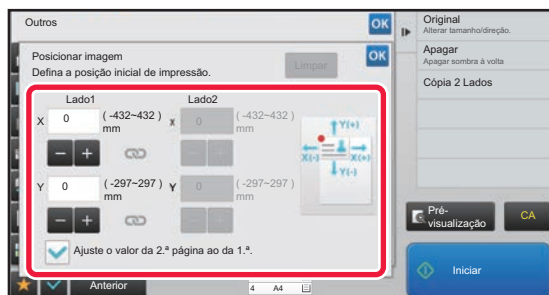 Outros
OK
Posicionar imagem
Defina a posição inicial de impressão.
Limpar
OK
Lado1
Lado2
X 0 ( -432~432 ) mm
x 0 ( -432~432 ) mm
− +
− +
Y(+)
X(-) X(+)
Y(-)
Y 0 ( -297~297 ) mm
Y 0 ( -297~297 ) mm
− +
− +
Ajuste o valor da 2.ª página ao da 1.ª.
Anterior
4 A4
Original
Alterar tamanho/direção.
Apagar
Apagar sombra à volta
Cópia 2 Lados
Pré-
visualização
CA
Iniciar